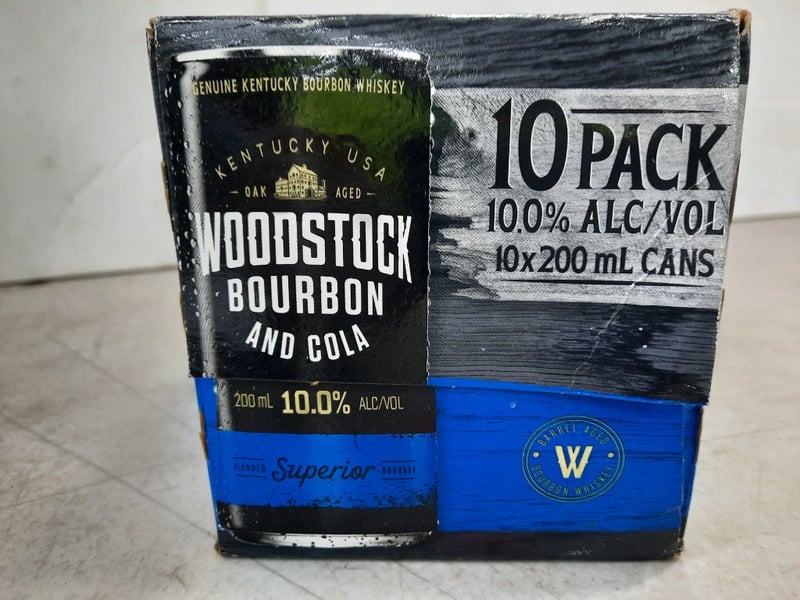 GENUINE KENTUCKY BOURBON WHISKEY
KENTUCKY USA
OAK AGED
WOODSTOCK
BOURBON
AND COLA
200 mL 10.0% ALC/VOL
BLENDED Superior BOURBON
10 PACK
10.0% ALC/VOL
10x200 mL CANS
BARREL AGED
W
BOURBON WHISKEY